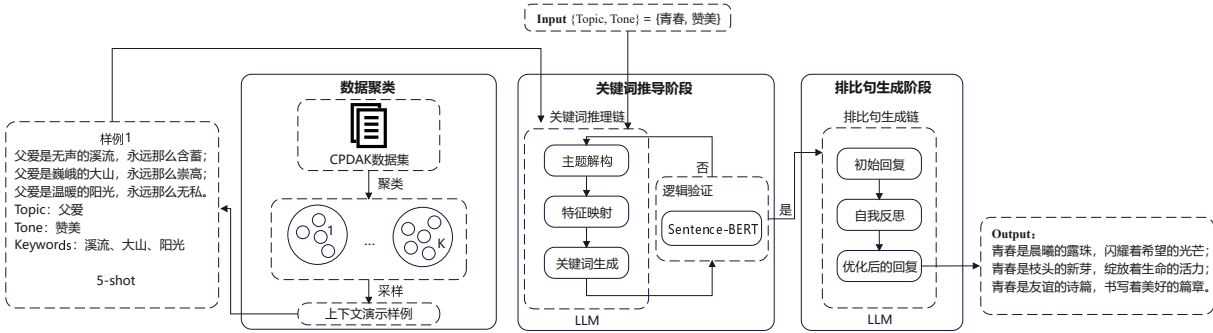 Input {Topic, Tone} = {青春, 赞美}
样例1
父爱是无声的溪流，永远那么含蓄；
父爱是巍峨的大山，永远那么崇高；
父爱是温暖的阳光，永远那么无私。
Topic：父爱
Tone：赞美
Keywords：溪流、大山、阳光
5-shot
数据聚类
CPDAK数据集
聚类
1
...
K
采样
上下文演示样例
关键词推导阶段
关键词推理链
主题解构
特征映射
关键词生成
LLM
否
逻辑验证
Sentence-BERT
是
排比句生成阶段
排比句生成链
初始回复
自我反思
优化后的回复
LLM
Output：
青春是晨曦的露珠，闪耀着希望的光芒；
青春是枝头的新芽，绽放着生命的活力；
青春是友谊的诗篇，书写着美好的篇章。